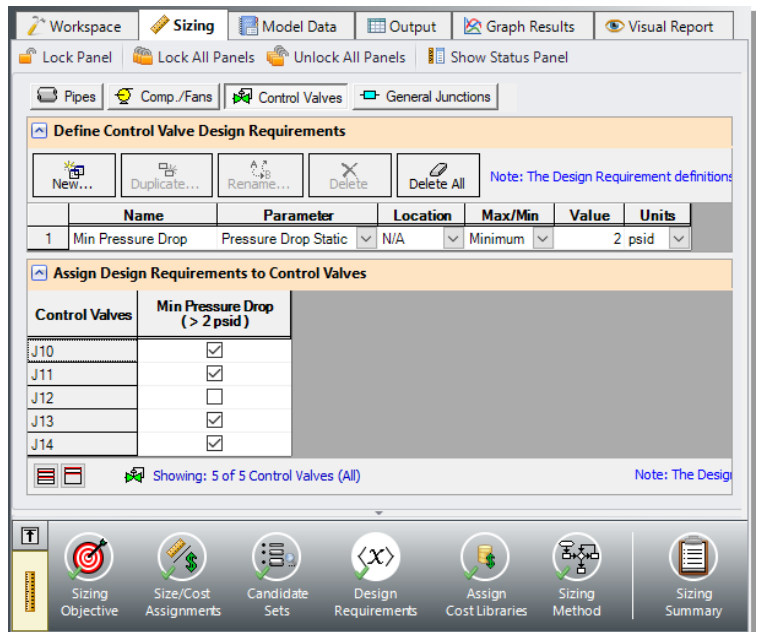 Workspace Sizing Model Data Output Graph Results Visual Report
Lock Panel Lock All Panels Unlock All Panels Show Status Panel
Pipes Comp./Fans Control Valves General Junctions
Define Control Valve Design Requirements
New... Duplicate... Rename... Delete Delete All Note: The Design Requirement definitions
Name Parameter Location Max/Min Value Units
1 Min Pressure Drop Pressure Drop Static N/A Minimum 2 psid
Assign Design Requirements to Control Valves
Control Valves Min Pressure Drop
( > 2 psid )
J10
J11
J12
J13
J14
Showing: 5 of 5 Control Valves (All) Note: The Desig
Sizing Size/Cost Candidate Design Assign Sizing Sizing
Objective Assignments Sets Requirements Cost Libraries Method Summary